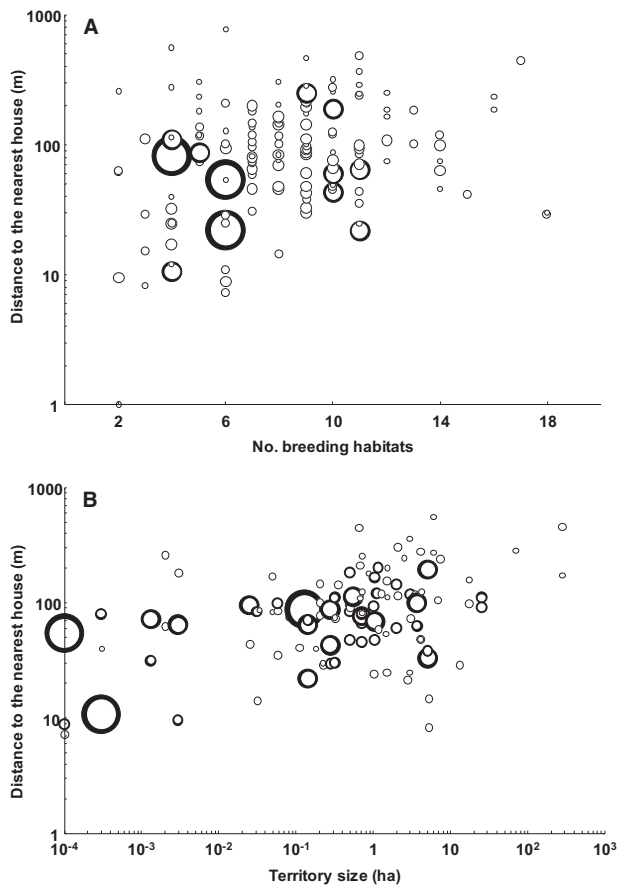 A
1000
100
10
1
Distance to the nearest house (m)
2 6 10 14 18
No. breeding habitats
B
1000
100
10
1
Distance to the nearest house (m)
10-4 10-3 10-2 10-1 1 10 102 103
Territory size (ha)